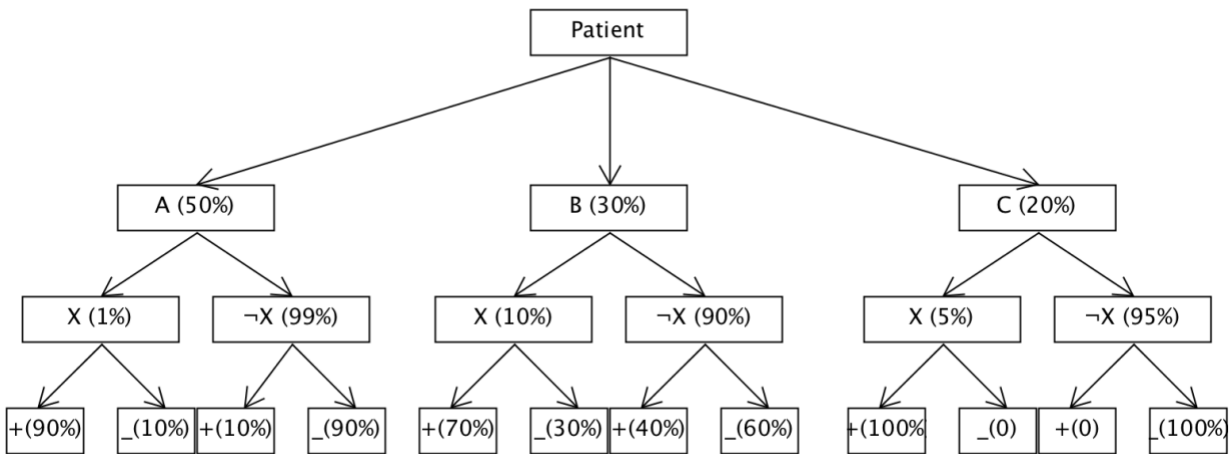 Patient
A (50%) B (30%) C (20%)
X (1%) ¬X (99%) X (10%) ¬X (90%) X (5%) ¬X (95%)
+(90%) _(10%) +(10%) _(90%) +(70%) _(30%) +(40%) _(60%) +(100%) _(0) +(0) _(100%)